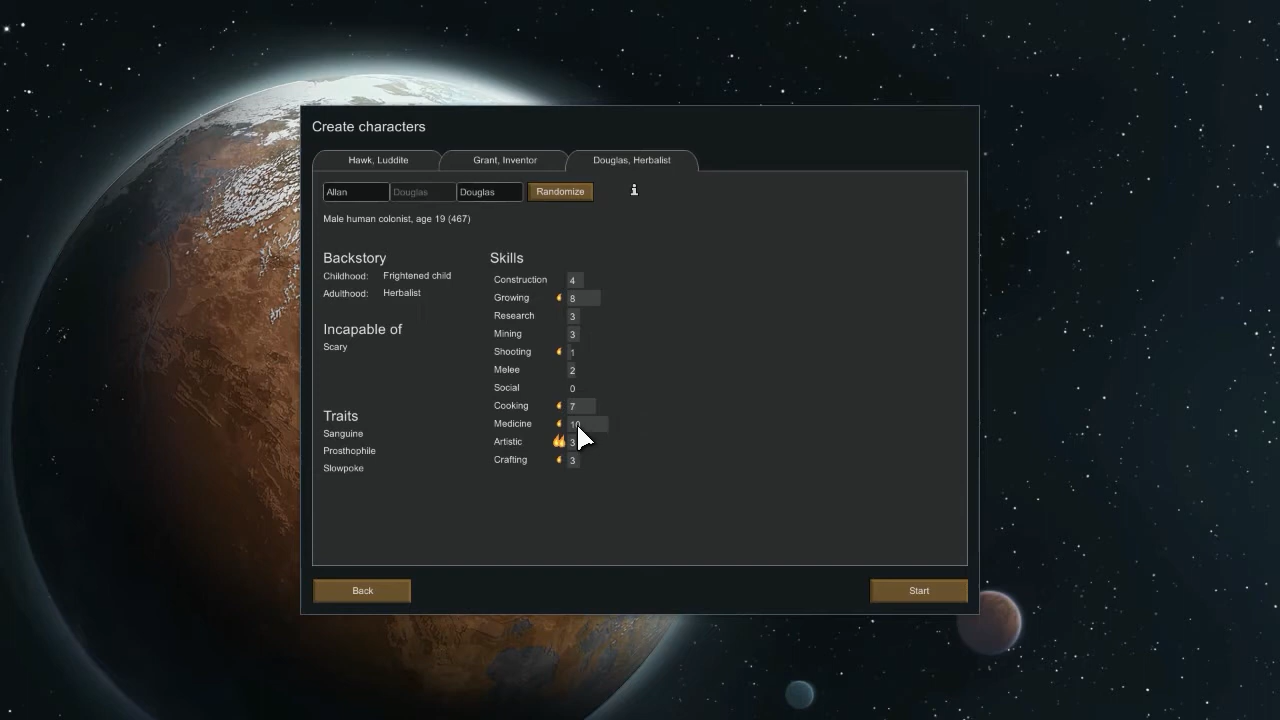 Create characters
Hawk, Luddite
Grant, Inventor
Douglas, Herbalist
Allan
Douglas
Douglas
Randomize
Male human colonist, age 19 (467)
Backstory
Childhood: Frightened child
Adulthood: Herbalist
Incapable of
Scary
Traits
Sanguine
Prosthophile
Slowpoke
Skills
Construction 4
Growing 8
Research 3
Mining 3
Shooting 1
Melee 2
Social 0
Cooking 7
Medicine 10
Artistic 3
Crafting 3
Back
Start